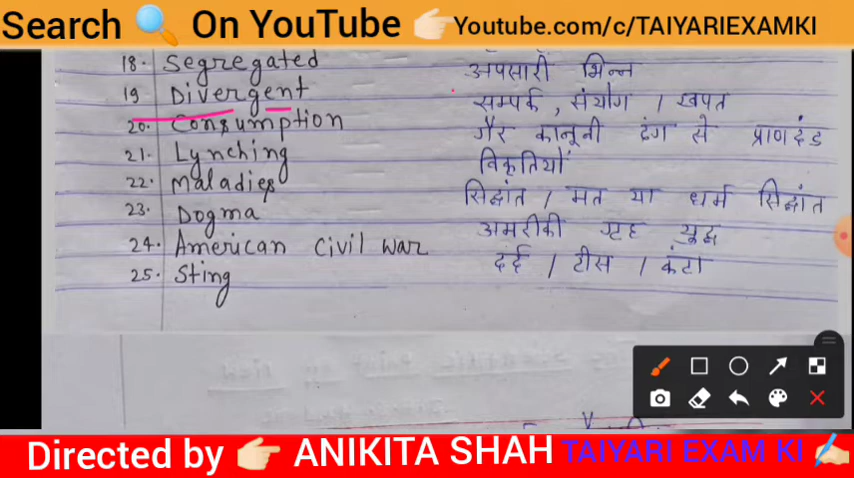 Search On YouTube Youtube.com/c/TAIYARIEXAMKI
18. Segregated
19 Divergent अपसारी भिन्न
20. Consumption सम्पर्क, संयोग / खपत
21. Lynching गैर कानूनी ढंग से प्राणदंड
22. Maladies विकृतियों
23. Dogma सिद्धांत / मत या धर्म सिद्धांत
24. American Civil war अमरीकी गृह युद्ध
25. Sting दर्द / टीस / कंटा
Directed by ANIKITA SHAH TAIYARI EXAM KI